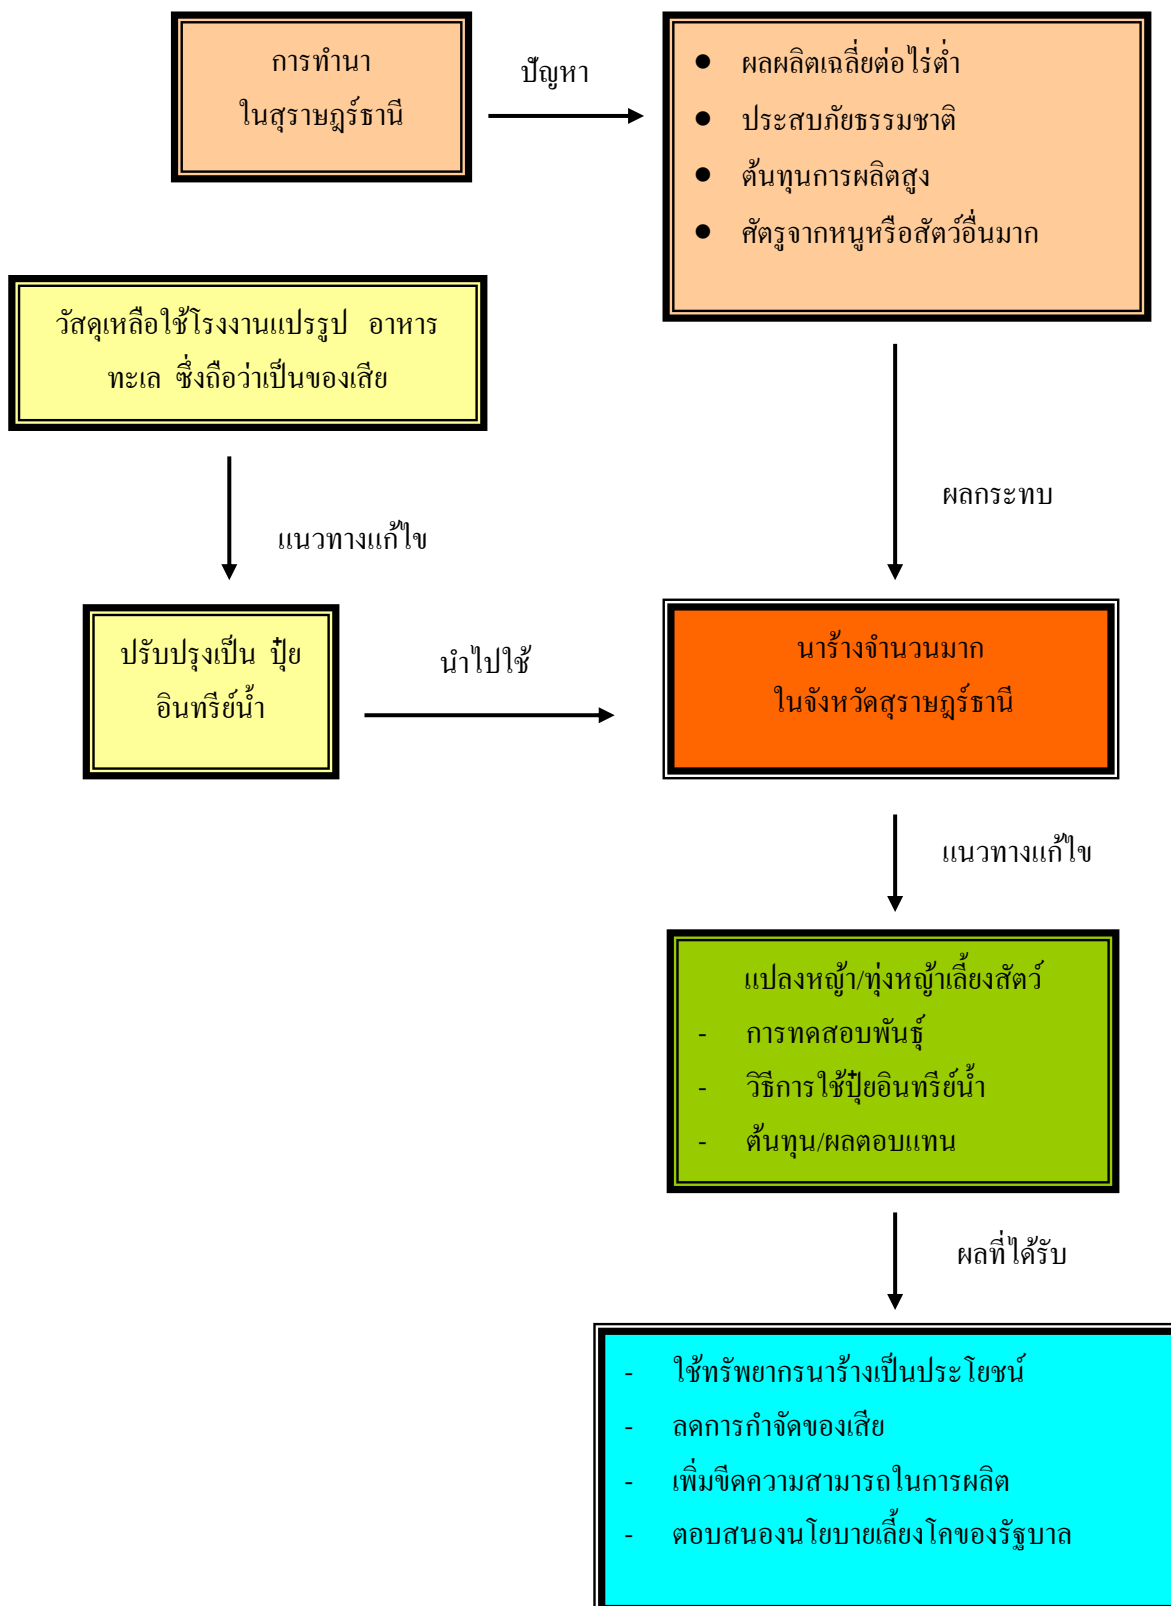 การทำนา
ในสุราษฎร์ธานี
ปัญหา
● ผลผลิตเฉลี่ยต่อไร่ต่ำ
● ประสบภัยธรรมชาติ
● ต้นทุนการผลิตสูง
● ศัตรูจากหนูหรือสัตว์อื่นมาก
วัสดุเหลือใช้โรงงานแปรรูป อาหาร
ทะเล ซึ่งถือว่าเป็นของเสีย
ผลกระทบ
แนวทางแก้ไข
ปรับปรุงเป็น ปุ๋ย
อินทรีย์น้ำ
นำไปใช้
นาร้างจำนวนมาก
ในจังหวัดสุราษฎร์ธานี
แนวทางแก้ไข
แปลงหญ้า/ทุ่งหญ้าเลี้ยงสัตว์
- การทดสอบพันธุ์
- วิธีการใช้ปุ๋ยอินทรีย์น้ำ
- ต้นทุน/ผลตอบแทน
ผลที่ได้รับ
- ใช้ทรัพยากรนาร้างเป็นประโยชน์
- ลดการกำจัดของเสีย
- เพิ่มขีดความสามารถในการผลิต
- ตอบสนองนโยบายเลี้ยงโคของรัฐบาล